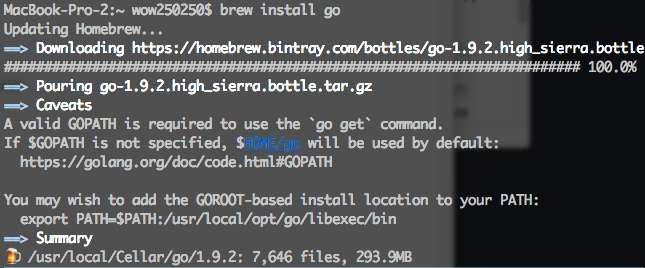 MacBook-Pro-2:~ wow250250$ brew install go
Updating Homebrew...
==> Downloading https://homebrew.bintray.com/bottles/go-1.9.2.high_sierra.bottle
######################################################################## 100.0%
==> Pouring go-1.9.2.high_sierra.bottle.tar.gz
==> Caveats
A valid GOPATH is required to use the `go get` command.
If $GOPATH is not specified, $HOME/go will be used by default:
https://golang.org/doc/code.html#GOPATH
You may wish to add the GOROOT-based install location to your PATH:
export PATH=$PATH:/usr/local/opt/go/libexec/bin
==> Summary
🍺 /usr/local/Cellar/go/1.9.2: 7,646 files, 293.9MB